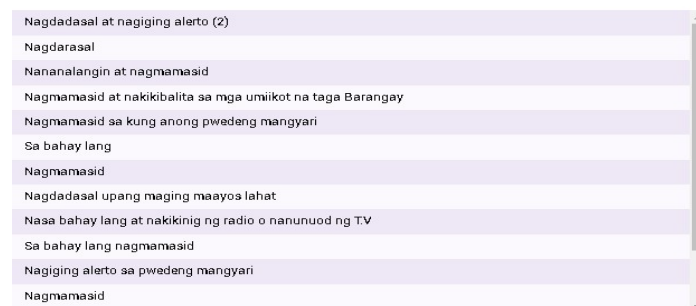 Nagdadasal at nagiging alerto (2)
Nagdarasal
Nananalangin at nagmamasid
Nagmamasid at nakikibalita sa mga umiikot na taga Barangay
Nagmamasid sa kung anong pwedeng mangyari
Sa bahay lang
Nagmamasid
Nagdadasal upang maging maayos lahat
Nasa bahay lang at nakikinig ng radio o nanunuod ng T.V
Sa bahay lang nagmamasid
Nagiging alerto sa pwedeng mangyari
Nagmamasid